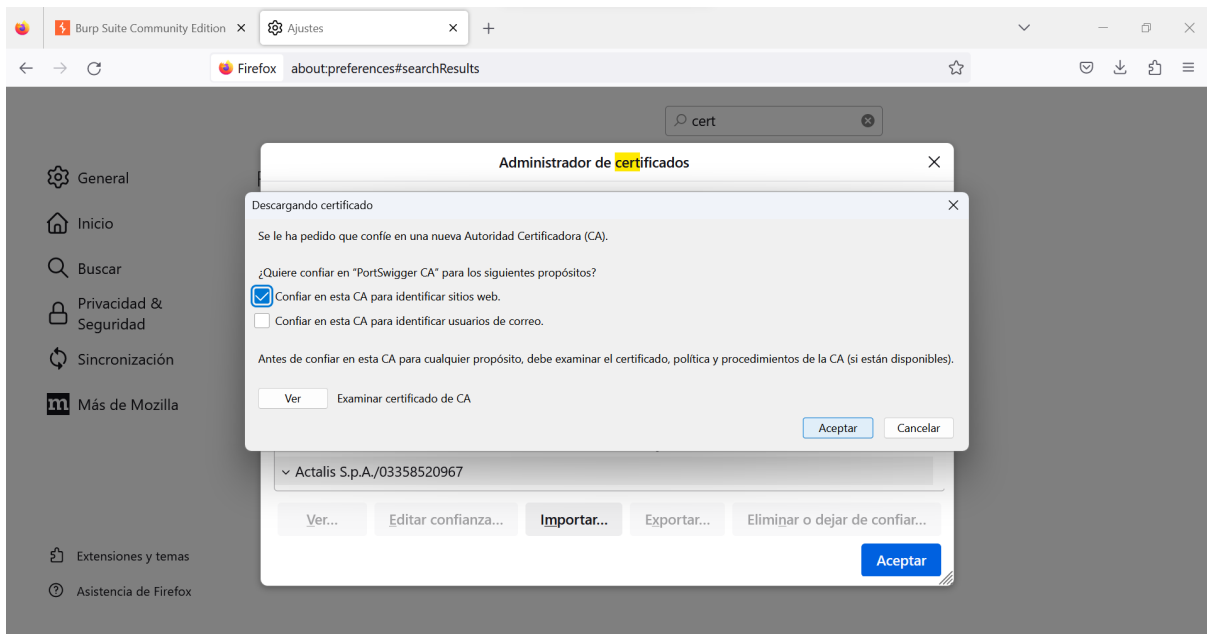 Burp Suite Community Edition
Ajustes
Firefox about:preferences#searchResults
cert
Administrador de certificados
General
Descargando certificado
Inicio
Se le ha pedido que confíe en una nueva Autoridad Certificadora (CA).
Buscar
¿Quiere confiar en “PortSwigger CA” para los siguientes propósitos?
Confiar en esta CA para identificar sitios web.
Privacidad &
Seguridad
Confiar en esta CA para identificar usuarios de correo.
Sincronización
Antes de confiar en esta CA para cualquier propósito, debe examinar el certificado, política y procedimientos de la CA (si están disponibles).
Más de Mozilla
Ver Examinar certificado de CA
Aceptar Cancelar
Actalis S.p.A./03358520967
Ver... Editar confianza... Importar... Exportar... Eliminar o dejar de confiar...
Extensiones y temas
Aceptar
Asistencia de Firefox